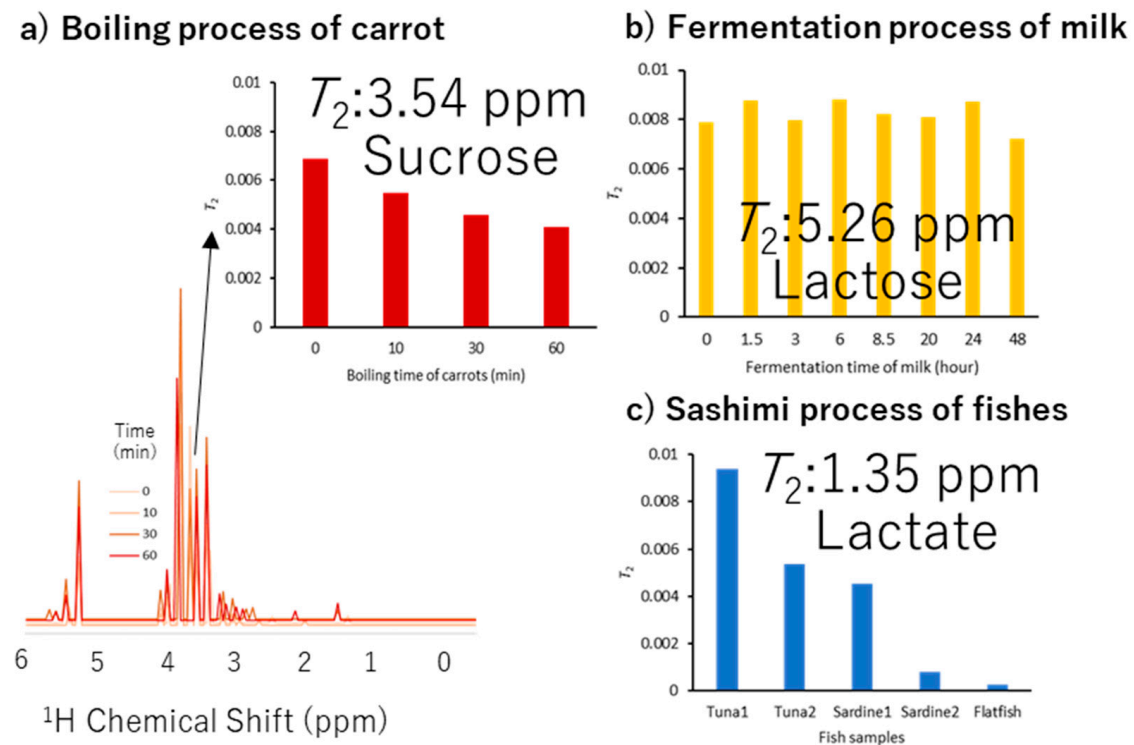 a) Boiling process of carrot
T2:3.54 ppm
Sucrose
0.01
0.008
0.006
0.004
0.002
0
T2
0 10 30 60
Boiling time of carrots (min)
Time
(min)
0
10
30
60
6 5 4 3 2 1 0
1H Chemical Shift (ppm)
b) Fermentation process of milk
0.01
0.008
0.006
0.004
0.002
0
T2
T2:5.26 ppm
Lactose
0 1.5 3 6 8.5 20 24 48
Fermentation time of milk (hour)
c) Sashimi process of fishes
T2:1.35 ppm
Lactate
0.01
0.008
0.006
0.004
0.002
0
T2
Tuna1 Tuna2 Sardine1 Sardine2 Flatfish
Fish samples